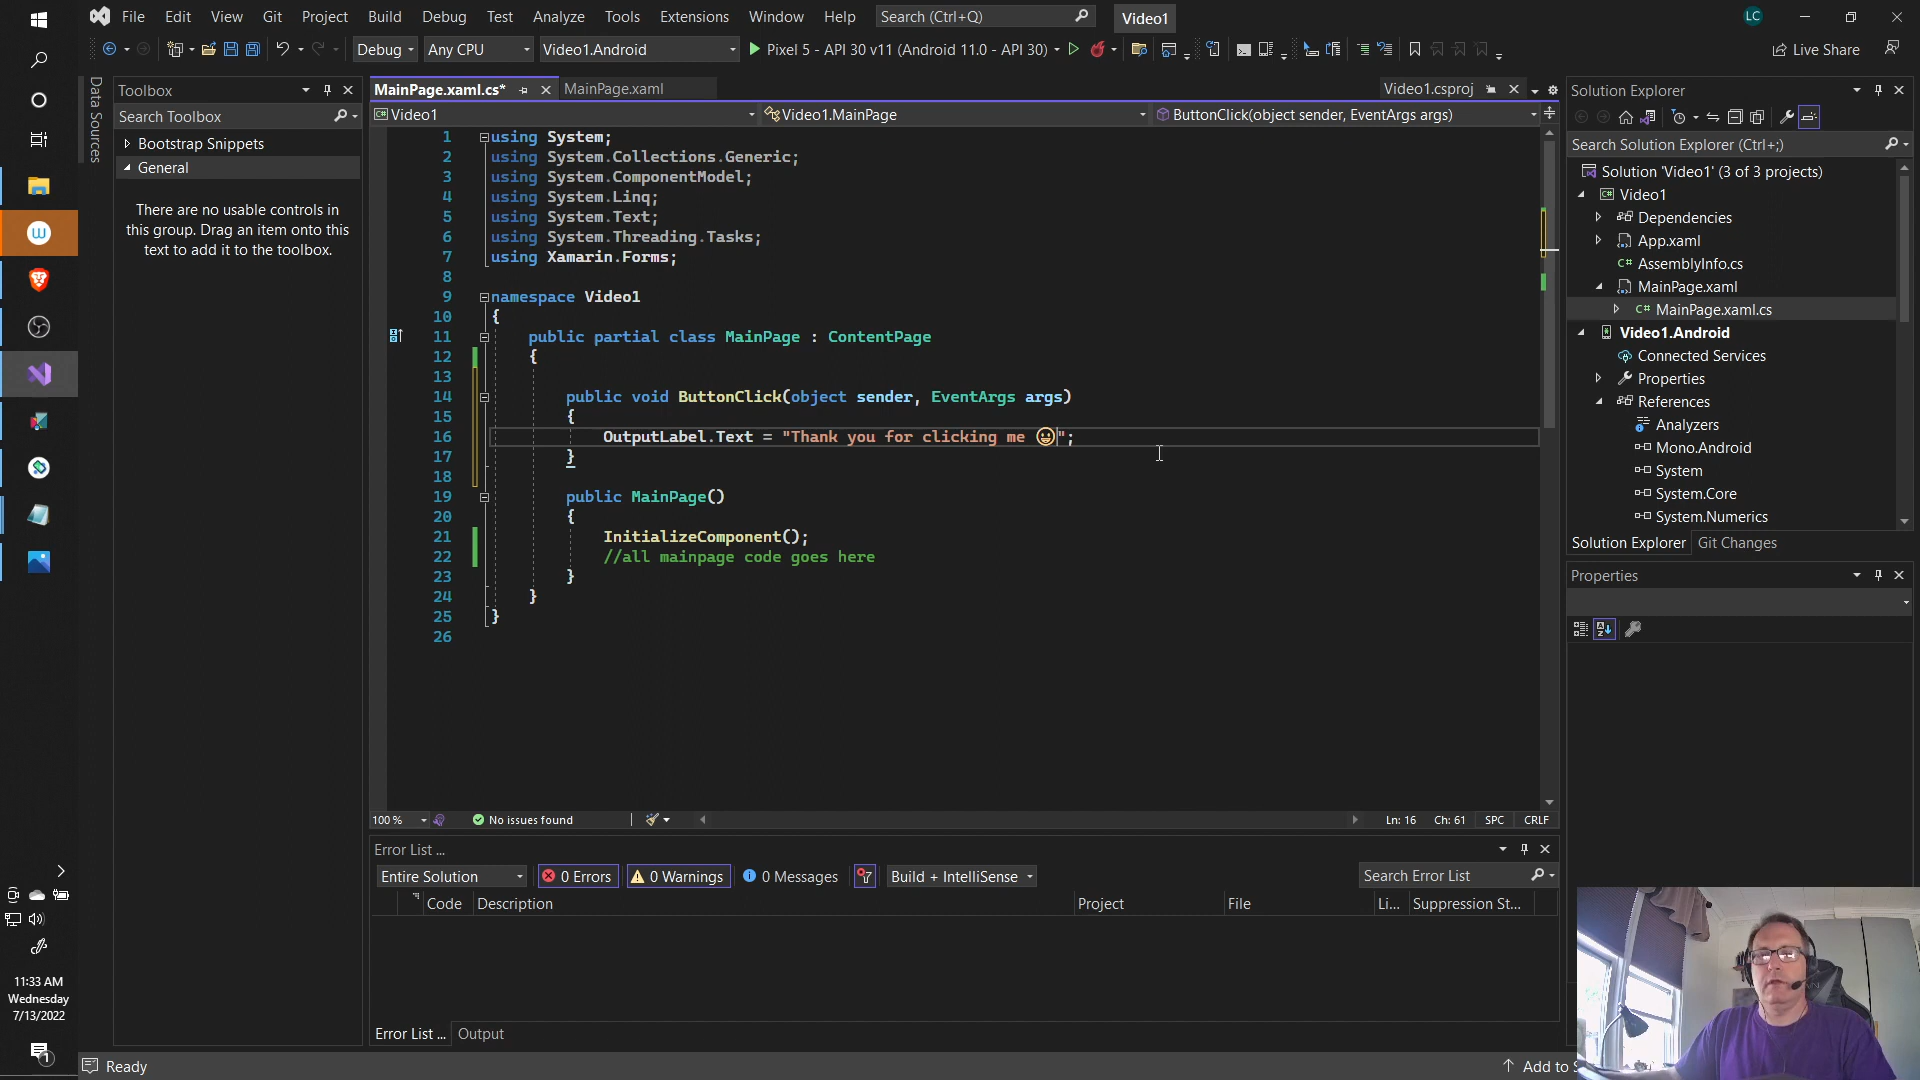 File Edit View Git Project Build Debug Test Analyze Tools Extensions Window Help Search (Ctrl+Q) Video1 LC
Debug Any CPU Video1.Android Pixel 5 - API 30 v11 (Android 11.0 - API 30) Live Share
Data Sources
Toolbox
Search Toolbox
Bootstrap Snippets
General
There are no usable controls in
this group. Drag an item onto this
text to add it to the toolbox.
MainPage.xaml.cs* MainPage.xaml Video1.csproj
Video1 Video1.MainPage ButtonClick(object sender, EventArgs args)
1 using System;
2 using System.Collections.Generic;
3 using System.ComponentModel;
4 using System.Linq;
5 using System.Text;
6 using System.Threading.Tasks;
7 using Xamarin.Forms;
8
9 namespace Video1
10 {
11 public partial class MainPage : ContentPage
12 {
13
14 public void ButtonClick(object sender, EventArgs args)
15 {
16 OutputLabel.Text = "Thank you for clicking me 😀";
17 }
18
19 public MainPage()
20 {
21 InitializeComponent();
22 //all mainpage code goes here
23 }
24 }
25 }
26
100 % No issues found Ln: 16 Ch: 61 SPC CRLF
Error List ...
Entire Solution 0 Errors 0 Warnings 0 Messages Build + IntelliSense Search Error List
Code Description Project File Li... Suppression St...
Error List ... Output
Solution Explorer
Search Solution Explorer (Ctrl+;)
Solution 'Video1' (3 of 3 projects)
Video1
Dependencies
App.xaml
AssemblyInfo.cs
MainPage.xaml
MainPage.xaml.cs
Video1.Android
Connected Services
Properties
References
Analyzers
Mono.Android
System
System.Core
System.Numerics
Solution Explorer Git Changes
Properties
11:33 AM
Wednesday
7/13/2022
1
Ready Add to S